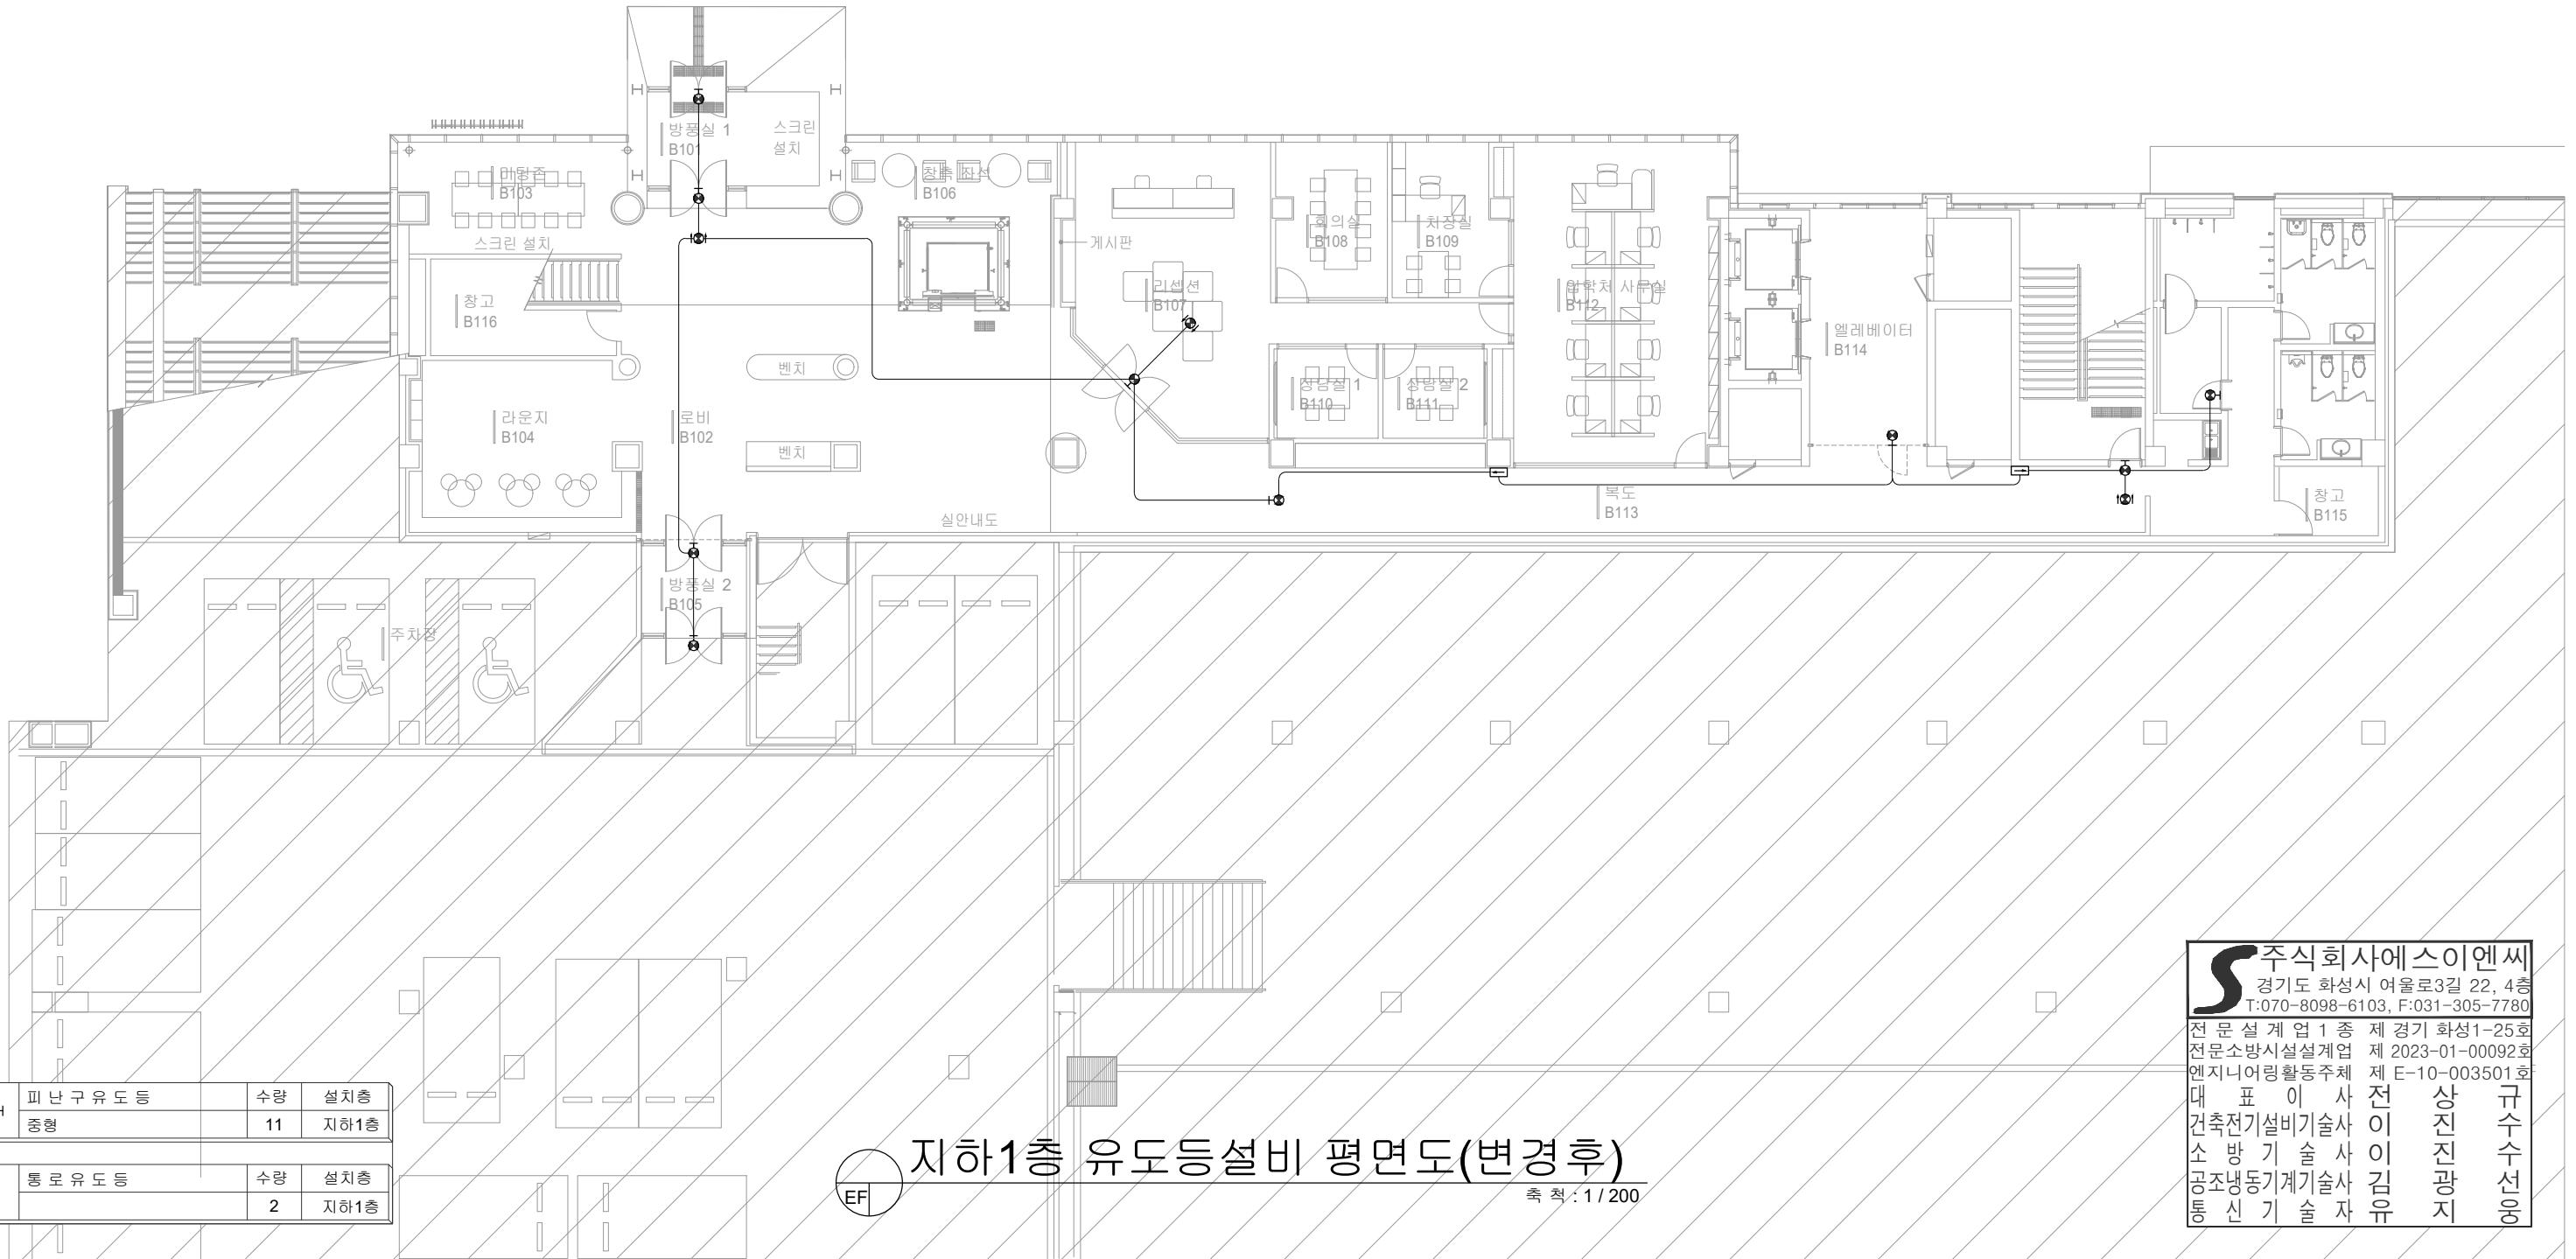 방풍실 1
B101
스크린
설치
미팅존
B103
창측 좌석
B106
스크린 설치
게시판
회의실
B108
처장실
B109
리셉션
B107
입학처 사무실
B112
창고
B116
엘레베이터
B114
벤치
상담실 1
B110
상담실 2
B111
라운지
B104
로비
B102
벤치
복도
B113
창고
B115
실안내도
방풍실 2
B105
주차장
주식회사에스이엔씨
경기도 화성시 여울로3길 22, 4층
T:070-8098-6103, F:031-305-7780
전문설계업1종 제 경기 화성1-25호
전문소방시설설계업 제 2023-01-00092호
엔지니어링활동주체 제 E-10-003501호
대표이사 전상규
건축전기설비기술사 이진수
소방기술사 이진수
공조냉동기계기술사 김광선
통신기술자 유지웅
피난구유도등 수량 설치층
중형 11 지하1층
통로유도등 수량 설치층
2 지하1층
지하1층 유도등설비 평면도(변경후)
EF
축척 : 1 / 200